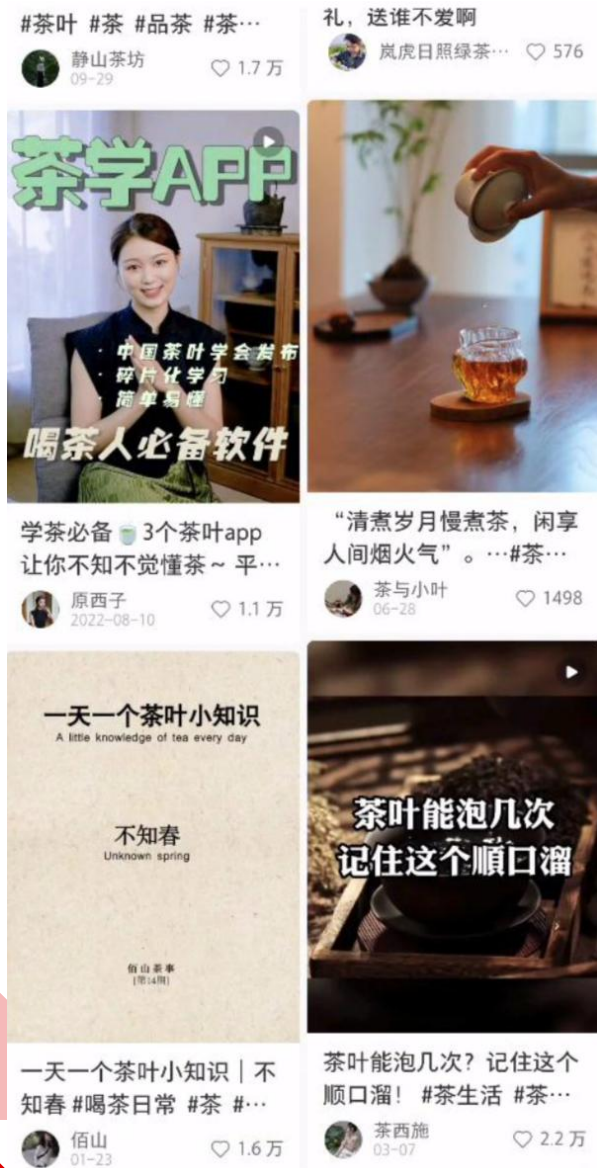 #茶叶 #茶 #品茶 #茶…
静山茶坊
09-29
1.7 万
礼，送谁不爱啊
岚虎日照绿茶…
576
茶学APP
· 中国茶叶学会发布
· 碎片化学习
· 简单易懂
喝茶人必备软件
学茶必备🍵3个茶叶app
让你不知不觉懂茶～ 平…
原西子
2022-08-10
1.1 万
“清煮岁月慢煮茶，闲享
人间烟火气”。…#茶…
茶与小叶
06-28
1498
一天一个茶叶小知识
A little knowledge of tea every day
不知春
Unknown spring
佰山茶事
[第14期]
一天一个茶叶小知识｜不
知春 #喝茶日常 #茶 #…
佰山
01-23
1.6 万
茶叶能泡几次
记住这个順口溜
茶叶能泡几次？记住这个
顺口溜！ #茶生活 #茶…
茶西施
03-07
2.2 万